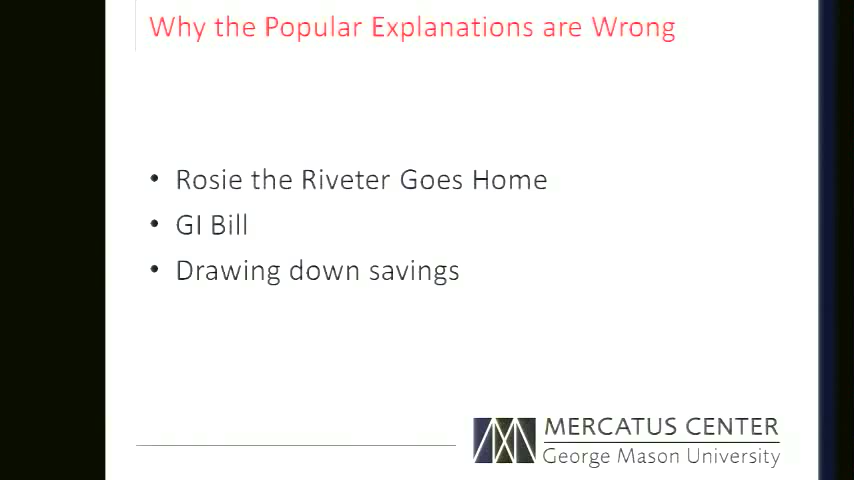 Why the Popular Explanations are Wrong
• Rosie the Riveter Goes Home
• GI Bill
• Drawing down savings
MERCATUS CENTER
George Mason University